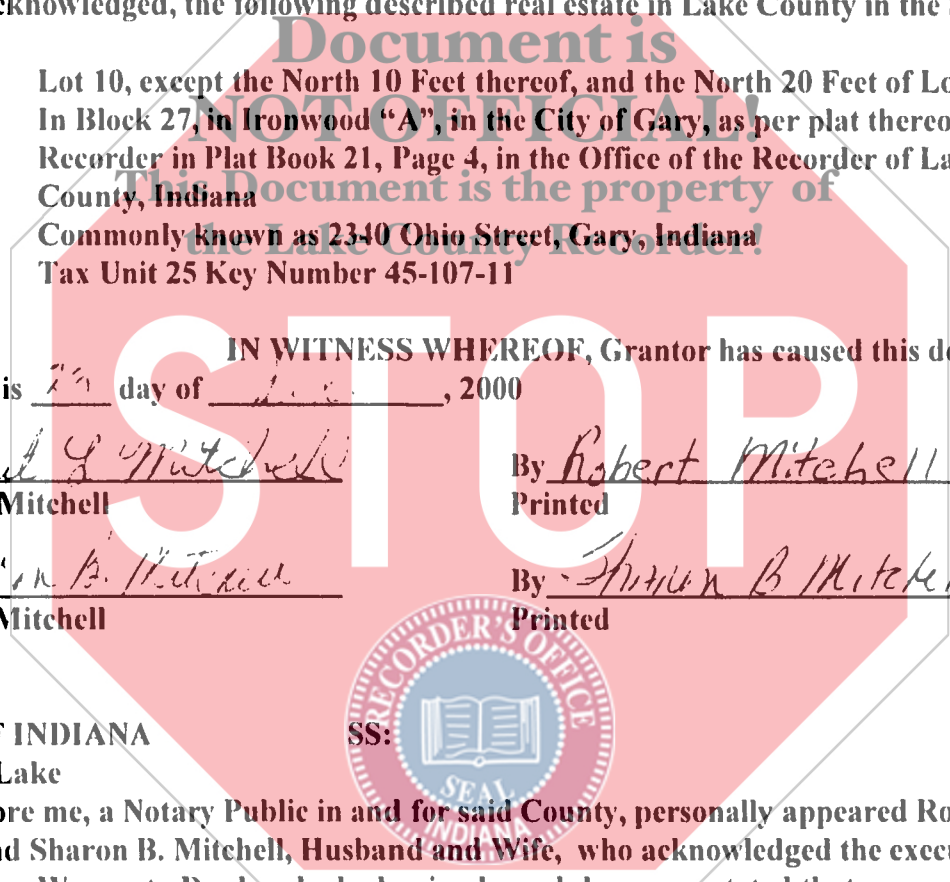 cknowledged, the following described real estate in Lake County in the
Document is
Lot 10, except the North 10 Feet thereof, and the North 20 Feet of Lo
NOT OFFICIAL!
In Block 27, in Ironwood “A”, in the City of Gary, as per plat thereo
Recorder in Plat Book 21, Page 4, in the Office of the Recorder of La
This Document is the property of
County, Indiana
the Lake County Recorder!
Commonly known as 2340 Ohio Street, Gary, Indiana
Tax Unit 25 Key Number 45-107-11
STOP
IN WITNESS WHEREOF, Grantor has caused this de
is day of , 2000
L Mitchell By Robert Mitchell
Mitchell Printed
B. Mitchell By Sharon B Mitche
Mitchell Printed
RECORDER'S OFFICE
SEAL
INDIANA
INDIANA SS:
Lake
ore me, a Notary Public in and for said County, personally appeared Ro
nd Sharon B. Mitchell, Husband and Wife, who acknowledged the exec